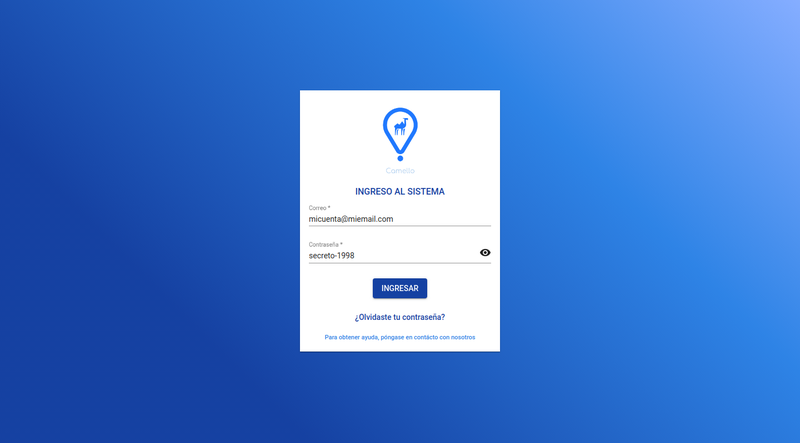 Camello
INGRESO AL SISTEMA
Correo *
micuenta@miemail.com
Contraseña *
secreto-1998
INGRESAR
¿Olvidaste tu contraseña?
Para obtener ayuda, póngase en contácto con nosotros